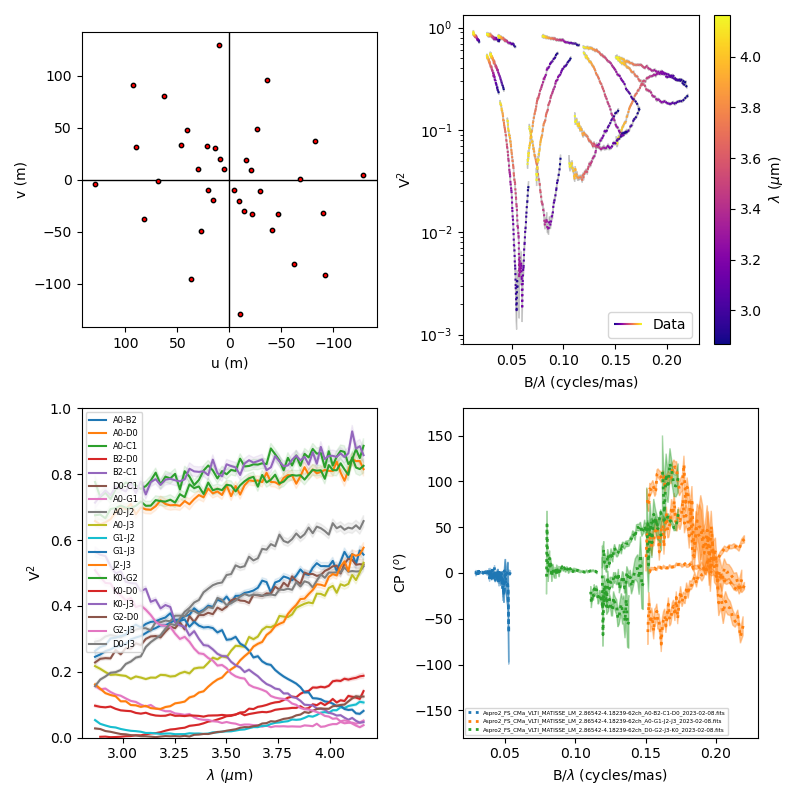 100
50
0
−50
−100
v (m)
100
50
0
−50
−100
u (m)
10⁰
10⁻¹
10⁻²
10⁻³
V²
Data
0.05
0.10
0.15
0.20
B/λ (cycles/mas)
4.0
3.8
3.6
3.4
3.2
3.0
λ (μm)
1.0
0.8
0.6
0.4
0.2
0.0
V²
A0-B2
A0-D0
A0-C1
B2-D0
B2-C1
D0-C1
A0-G1
A0-J2
A0-J3
G1-J2
G1-J3
J2-J3
K0-G2
K0-D0
K0-J3
G2-D0
G2-J3
D0-J3
3.00
3.25
3.50
3.75
4.00
λ (μm)
150
100
50
0
−50
−100
−150
CP (°)
Aspro2_FS_CMa_VLTI_MATISSE_LM_2.86542-4.18239-62ch_A0-B2-C1-D0_2023-02-08.fits
Aspro2_FS_CMa_VLTI_MATISSE_LM_2.86542-4.18239-62ch_A0-G1-J2-J3_2023-02-08.fits
Aspro2_FS_CMa_VLTI_MATISSE_LM_2.86542-4.18239-62ch_D0-G2-J3-K0_2023-02-08.fits
0.05
0.10
0.15
0.20
B/λ (cycles/mas)